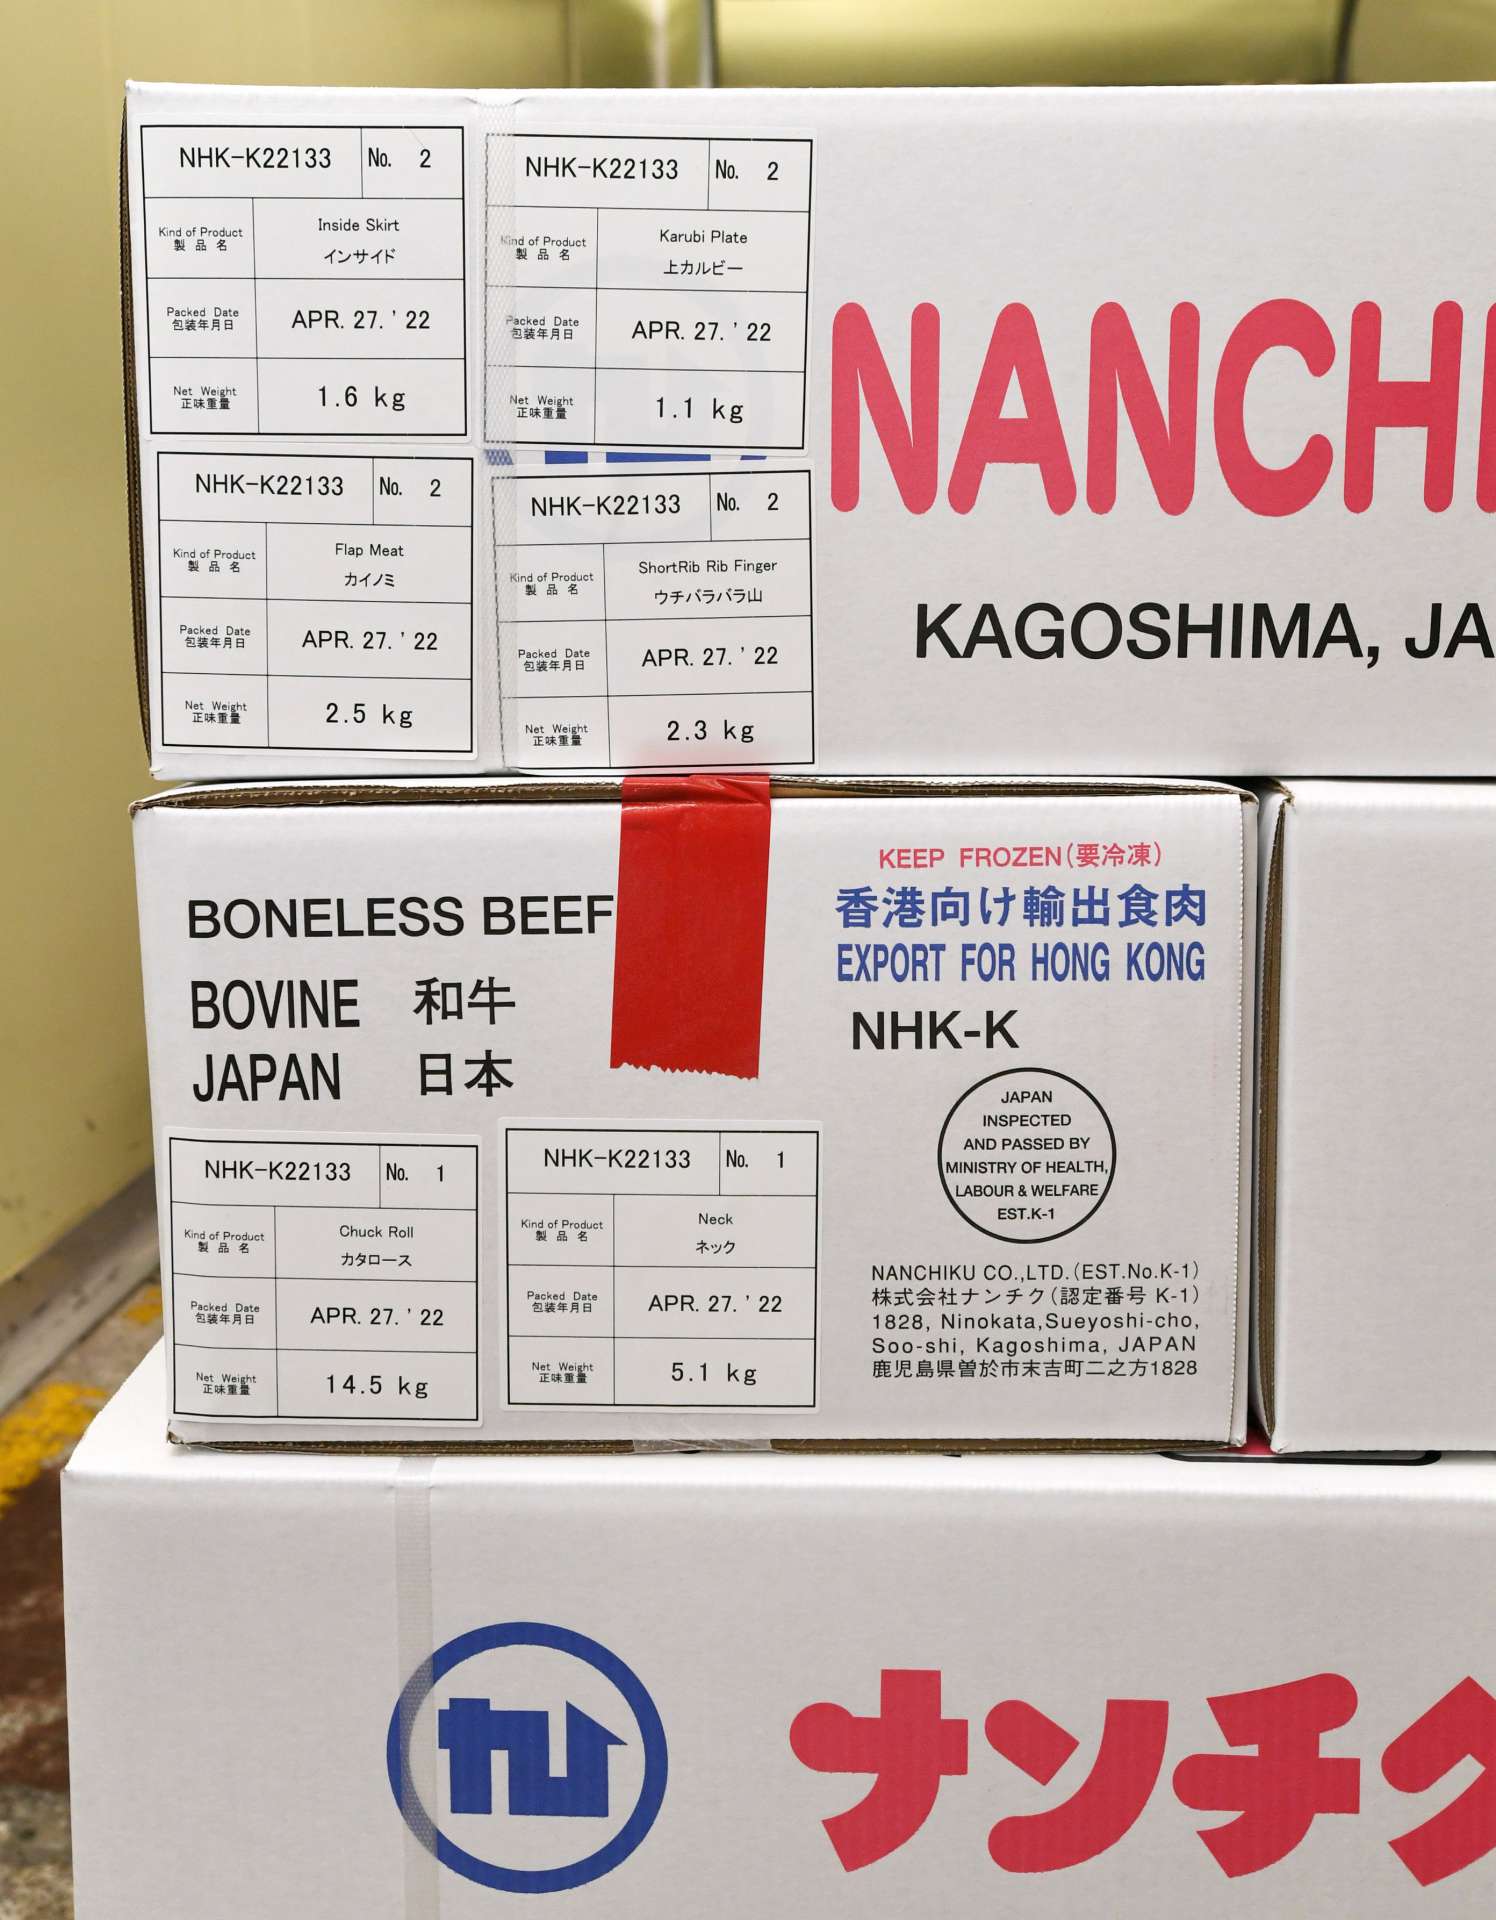 NHK-K22133 No. 2
Kind of Product
製品名
Inside Skirt
インサイド
Packed Date
包装年月日
APR. 27. ' 22
Net Weight
正味重量
1.6 kg
NHK-K22133 No. 2
Kind of Product
製品名
Karubi Plate
上カルビー
Packed Date
包装年月日
APR. 27. ' 22
Net Weight
正味重量
1.1 kg
NHK-K22133 No. 2
Kind of Product
製品名
Flap Meat
カイノミ
Packed Date
包装年月日
APR. 27. ' 22
Net Weight
正味重量
2.5 kg
NHK-K22133 No. 2
Kind of Product
製品名
ShortRib Rib Finger
ウチバラバラ山
Packed Date
包装年月日
APR. 27. ' 22
Net Weight
正味重量
2.3 kg
NANCHI
KAGOSHIMA, JA
BONELESS BEEF
BOVINE 和牛
JAPAN 日本
KEEP FROZEN(要冷凍)
香港向け輸出食肉
EXPORT FOR HONG KONG
NHK-K
JAPAN
INSPECTED
AND PASSED BY
MINISTRY OF HEALTH,
LABOUR & WELFARE
EST.K-1
NANCHIKU CO.,LTD.(EST.No.K-1)
株式会社ナンチク(認定番号 K-1)
1828, Ninokata,Sueyoshi-cho,
Soo-shi, Kagoshima, JAPAN
鹿児島県曽於市末吉町二之方1828
NHK-K22133 No. 1
Kind of Product
製品名
Chuck Roll
カタロース
Packed Date
包装年月日
APR. 27. ' 22
Net Weight
正味重量
14.5 kg
NHK-K22133 No. 1
Kind of Product
製品名
Neck
ネック
Packed Date
包装年月日
APR. 27. ' 22
Net Weight
正味重量
5.1 kg
ナンチク